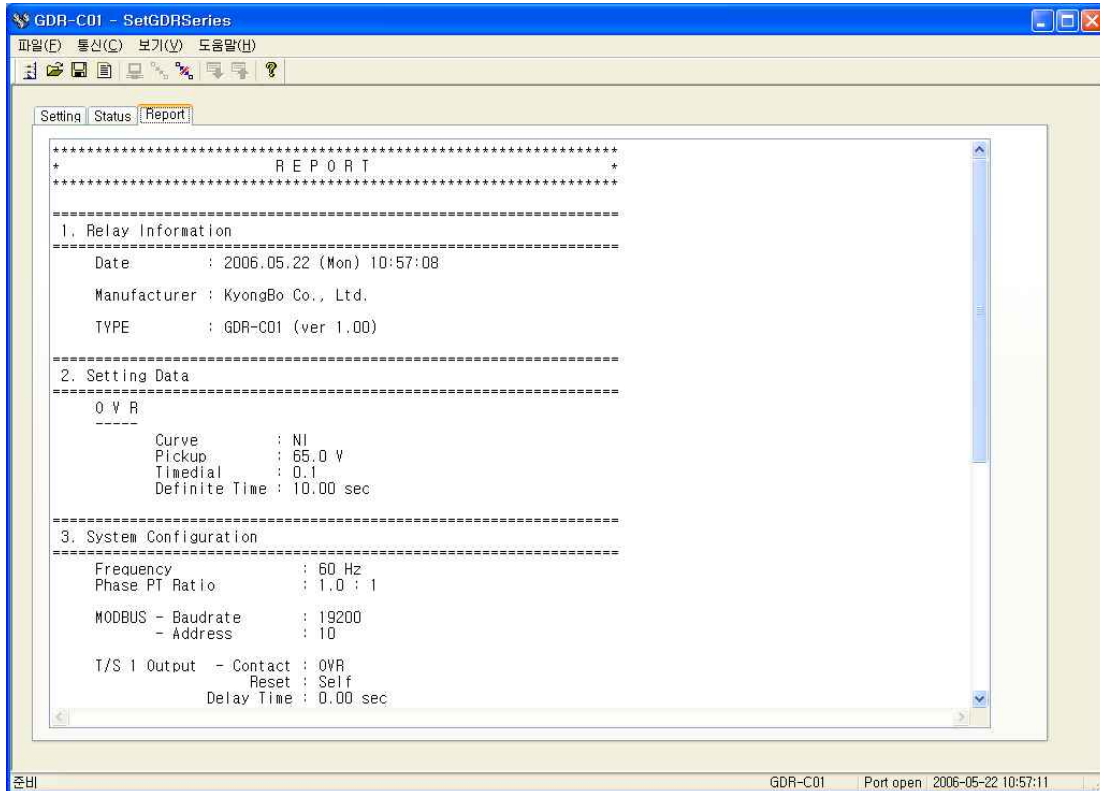 GDR-C01 - SetGDRSeries
파일(F) 통신(C) 보기(V) 도움말(H)
Setting Status Report
******************************************************************
* R E P O R T *
******************************************************************
==================================================================
1. Relay Information
==================================================================
Date : 2006.05.22 (Mon) 10:57:08
Manufacturer : KyongBo Co., Ltd.
TYPE : GDR-C01 (ver 1.00)
==================================================================
2. Setting Data
==================================================================
O V R
-----
Curve : NI
Pickup : 65.0 V
Timedial : 0.1
Definite Time : 10.00 sec
==================================================================
3. System Configuration
==================================================================
Frequency : 60 Hz
Phase PT Ratio : 1.0 : 1
MODBUS - Baudrate : 19200
- Address : 10
T/S 1 Output - Contact : OVR
Reset : Self
Delay Time : 0.00 sec
준비 GDR-C01 Port open 2006-05-22 10:57:11